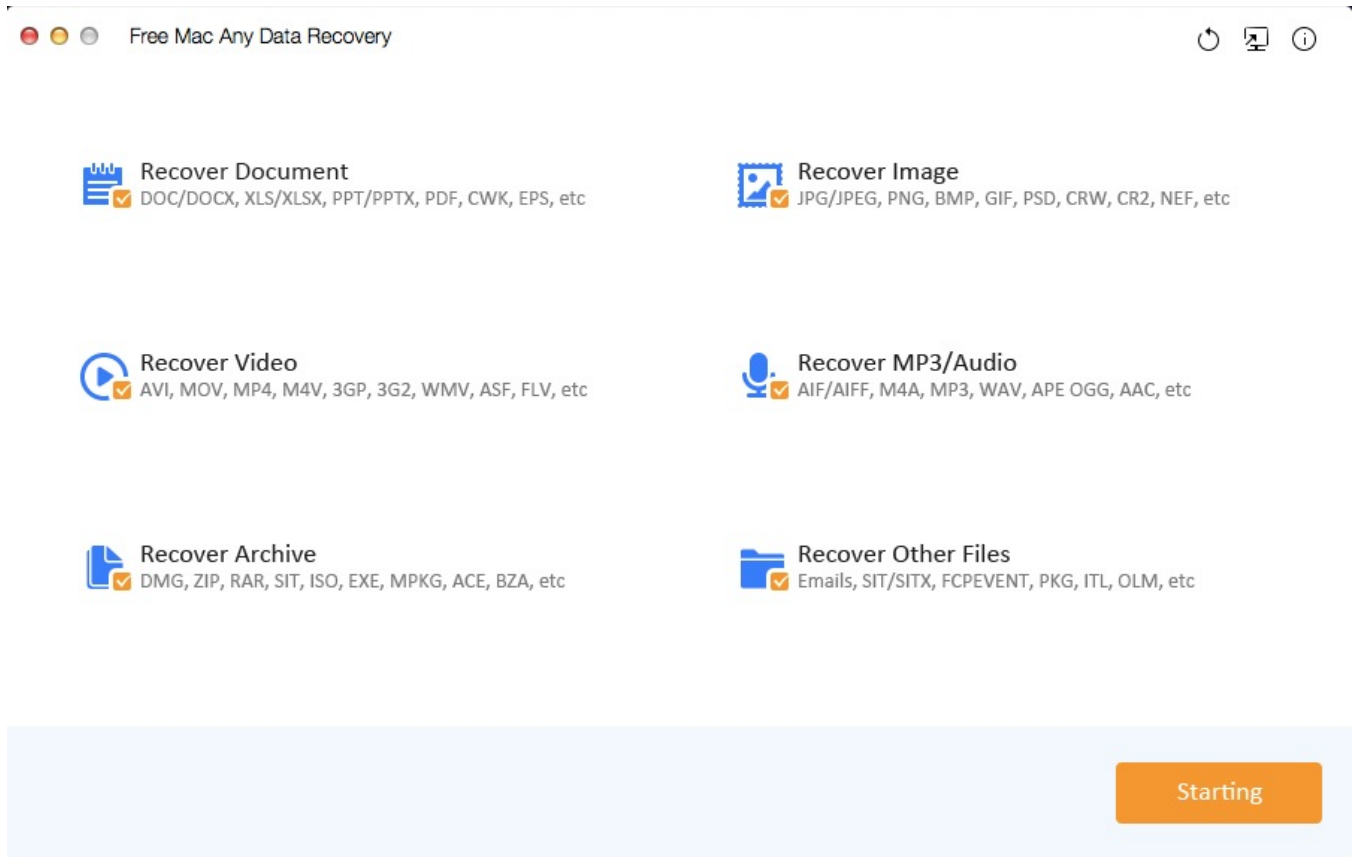 Free Mac Any Data Recovery
Recover Document
DOC/DOCX, XLS/XLSX, PPT/PPTX, PDF, CWK, EPS, etc
Recover Image
JPG/JPEG, PNG, BMP, GIF, PSD, CRW, CR2, NEF, etc
Recover Video
AVI, MOV, MP4, M4V, 3GP, 3G2, WMV, ASF, FLV, etc
Recover MP3/Audio
AIF/AIFF, M4A, MP3, WAV, APE OGG, AAC, etc
Recover Archive
DMG, ZIP, RAR, SIT, ISO, EXE, MPKG, ACE, BZA, etc
Recover Other Files
Emails, SIT/SITX, FCPEVENT, PKG, ITL, OLM, etc
Starting